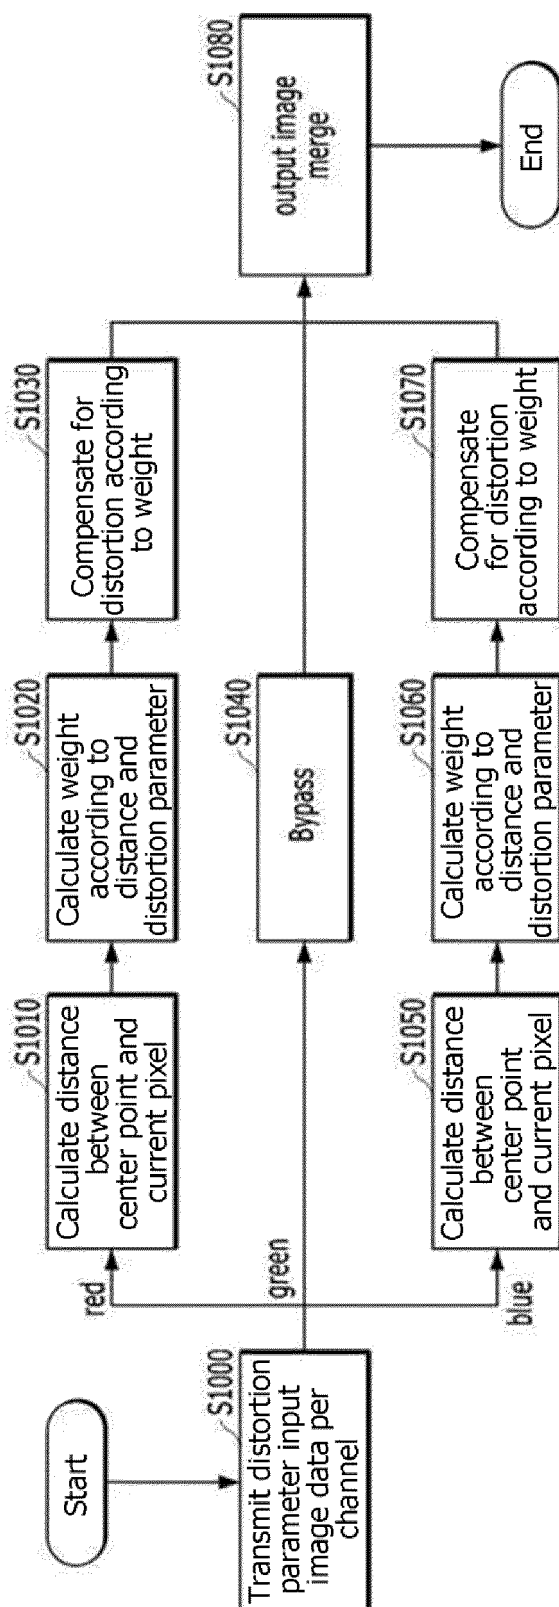 Start
S1000
Transmit distortion
parameter input
image data per
channel
red
S1010
Calculate distance
between
center point and
current pixel
S1020
Calculate weight
according to
distance and
distortion parameter
S1030
Compensate for
distortion according
to weight
green
S1040
Bypass
blue
S1050
Calculate distance
between
center point
and current pixel
S1060
Calculate weight
according to
distance and
distortion parameter
S1070
Compensate
for distortion
according to weight
S1080
output image
merge
End